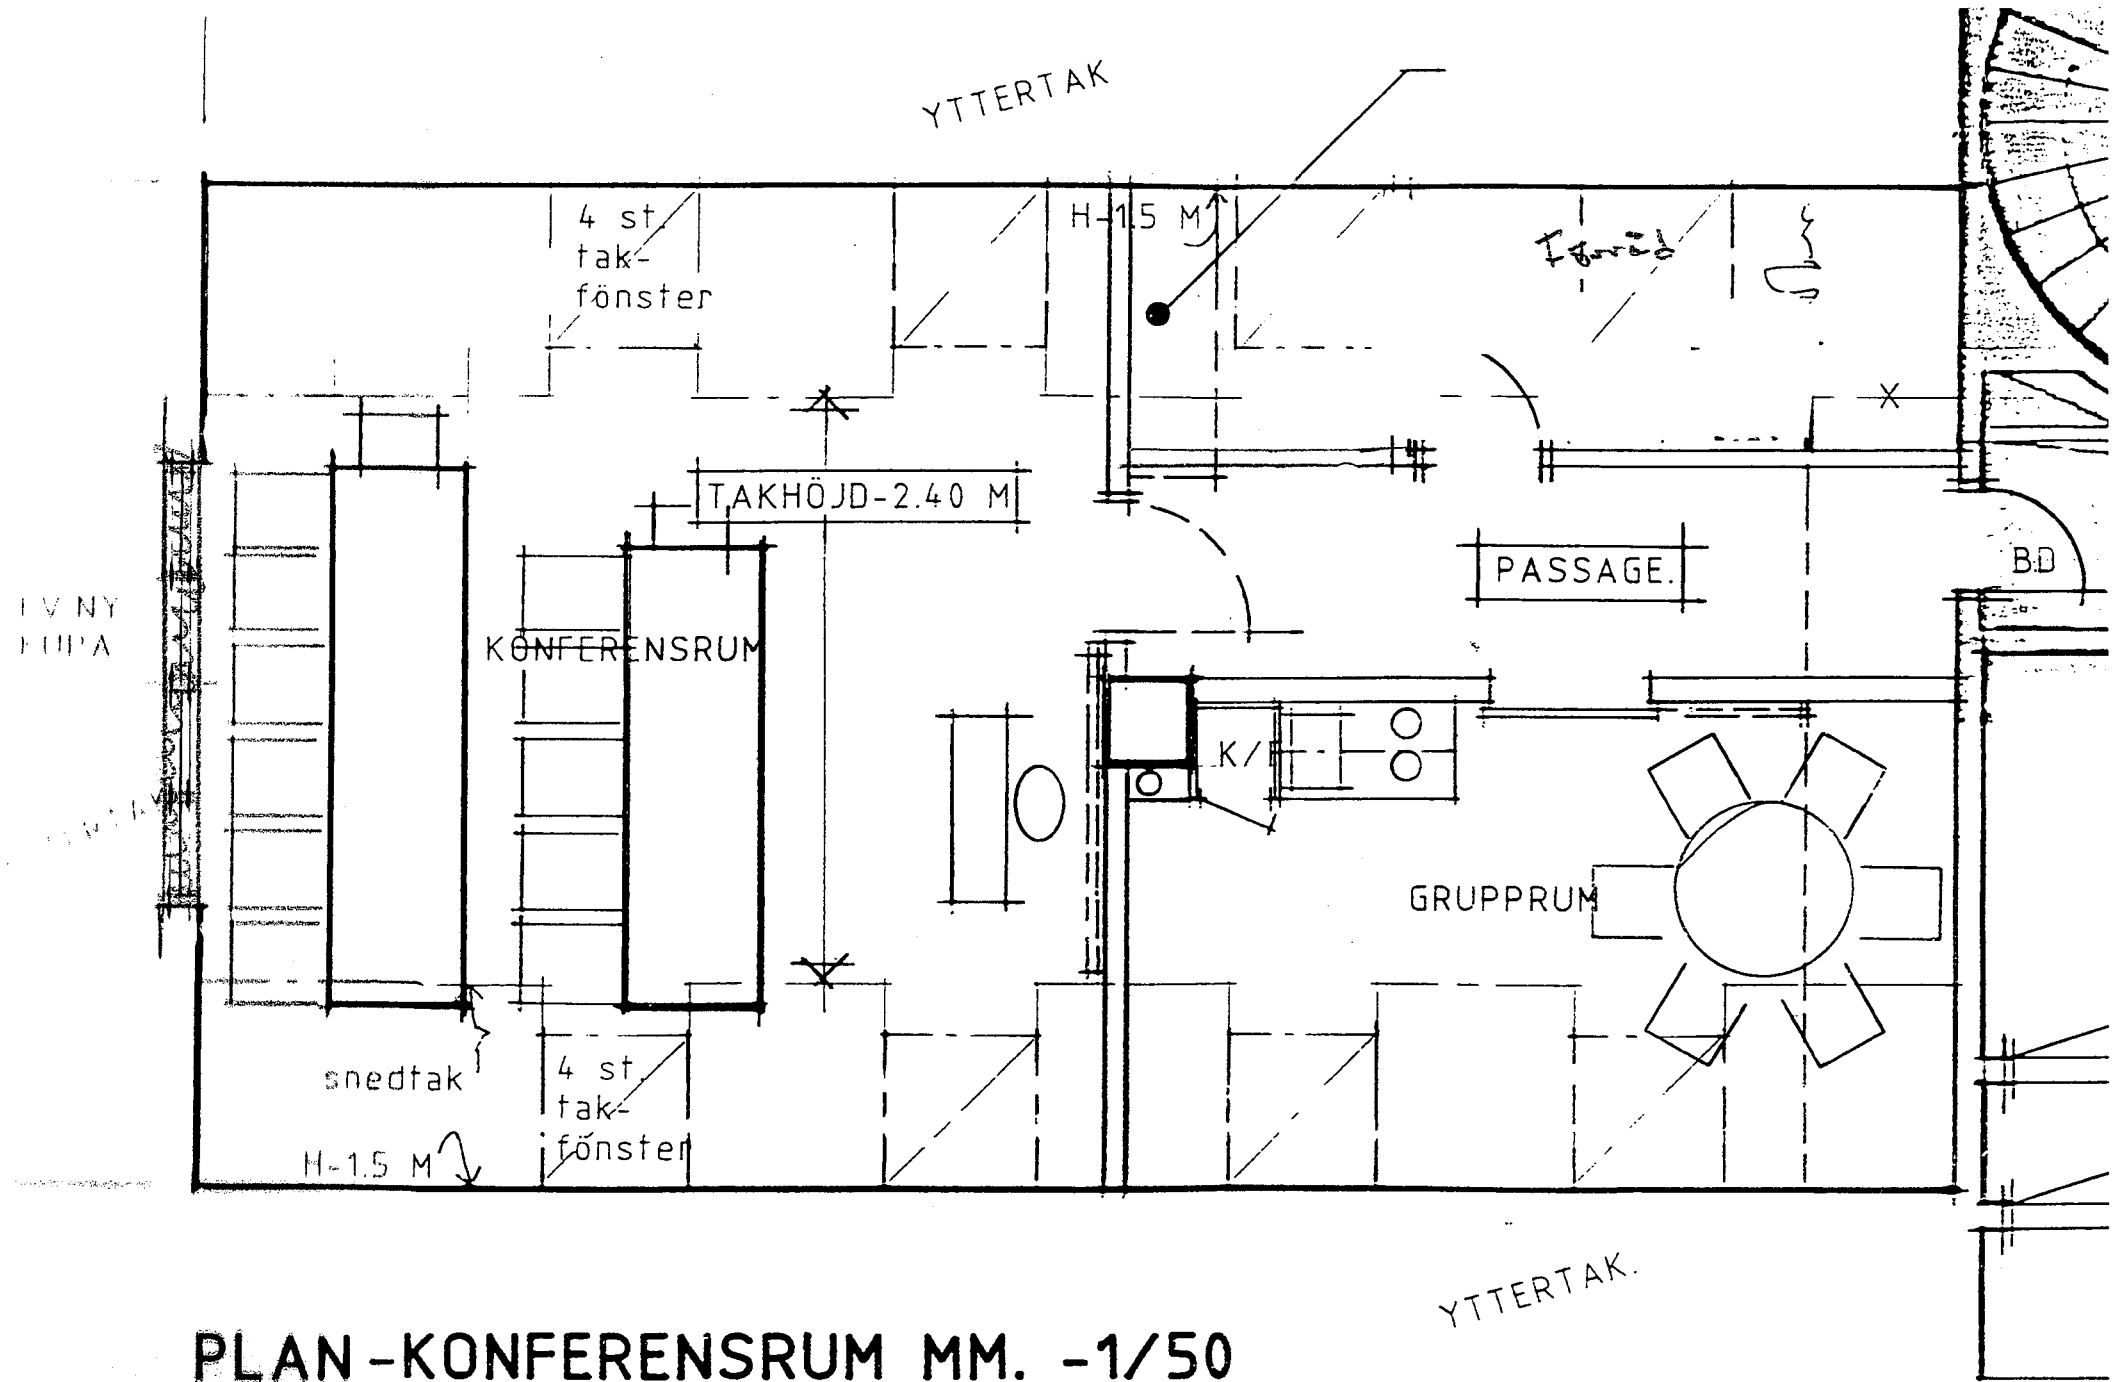 YTTERTAK
4 st.
tak-
fönster
H-1.5 M
Förråd
TAKHÖJD-2.40 M
PASSAGE.
BD
KONFERENSRUM
K/F
GRUPPRUM
snedtak
4 st.
tak-
fönster
H-1.5 M
YTTERTAK.
PLAN-KONFERENSRUM MM. -1/50